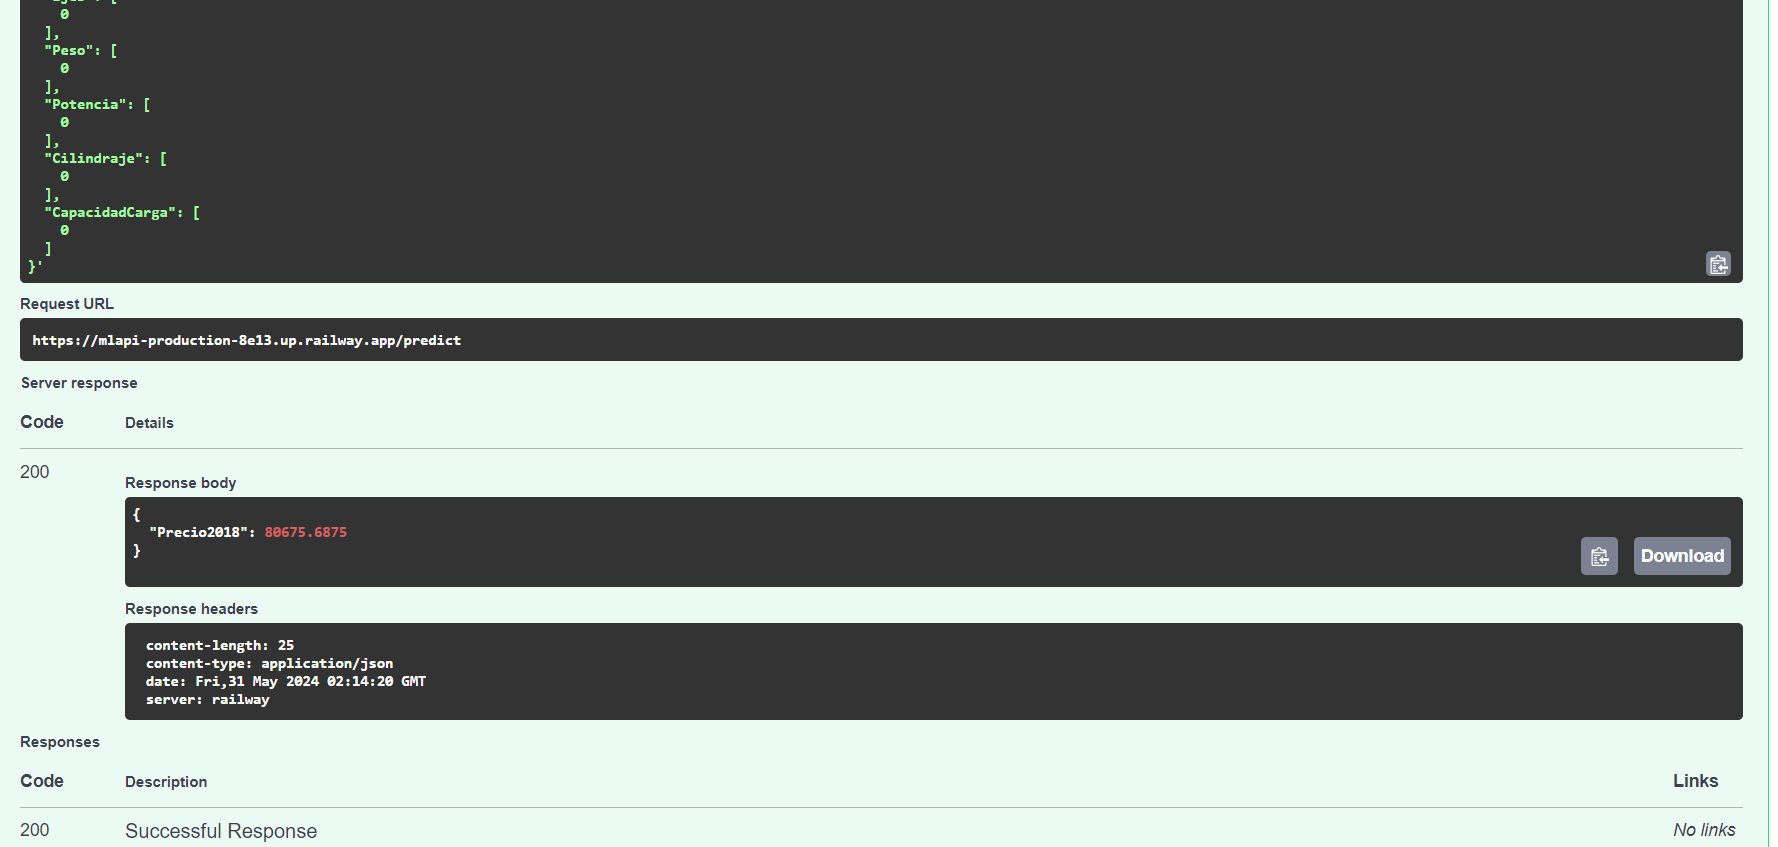 0
],
"Peso": [
0
],
"Potencia": [
0
],
"Cilindraje": [
0
],
"CapacidadCarga": [
0
]
}'
Request URL
https://mlapi-production-8e13.up.railway.app/predict
Server response
Code Details
200
Response body
{
"Precio2018": 80675.6875
}
Download
Response headers
content-length: 25
content-type: application/json
date: Fri,31 May 2024 02:14:20 GMT
server: railway
Responses
Code Description Links
200 Successful Response No links